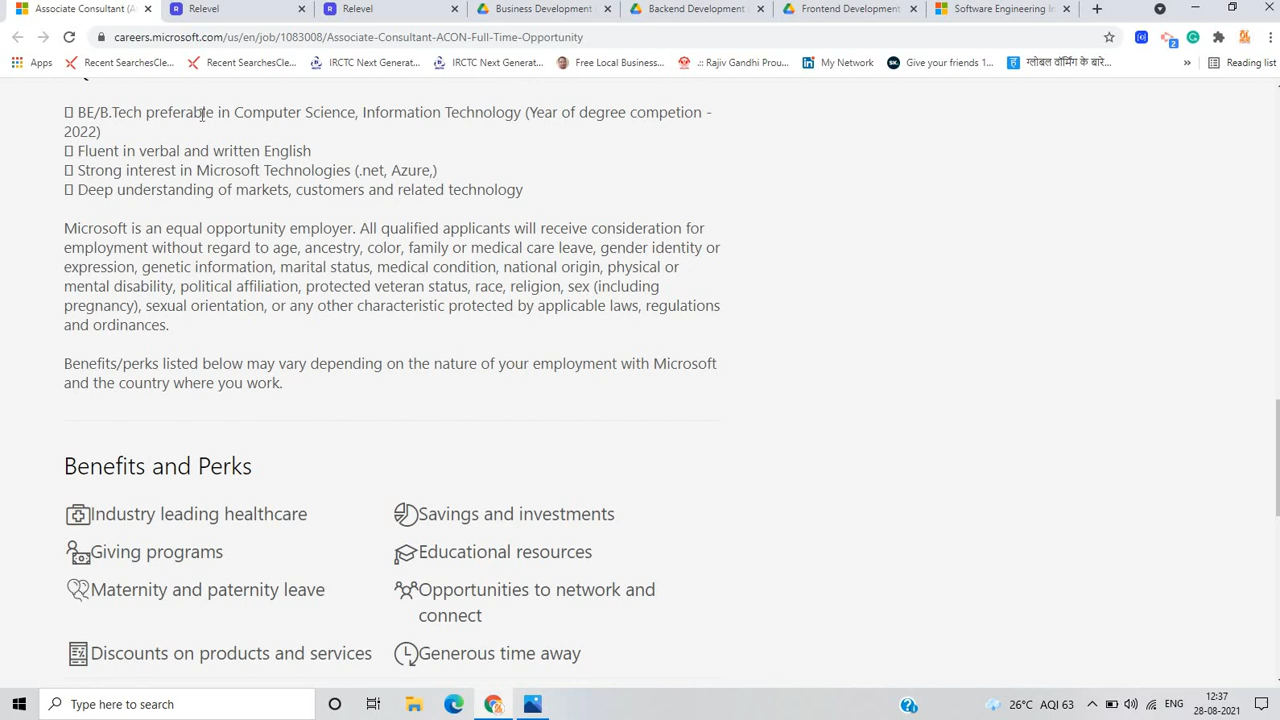 Associate Consultant (A
Relevel
Relevel
Business Development
Backend Development
Frontend Development
Software Engineering I
careers.microsoft.com/us/en/job/1083008/Associate-Consultant-ACON-Full-Time-Opportunity
2
Apps
Recent SearchesCle...
Recent SearchesCle...
IRCTC Next Generat...
IRCTC Next Generat...
Free Local Business...
.:: Rajiv Gandhi Prou...
My Network
Give your friends 1...
ग्लोबल वॉर्मिंग के बारे...
»
Reading list
BE/B.Tech preferable in Computer Science, Information Technology (Year of degree competion -
2022)
Fluent in verbal and written English
Strong interest in Microsoft Technologies (.net, Azure,)
Deep understanding of markets, customers and related technology
Microsoft is an equal opportunity employer. All qualified applicants will receive consideration for
employment without regard to age, ancestry, color, family or medical care leave, gender identity or
expression, genetic information, marital status, medical condition, national origin, physical or
mental disability, political affiliation, protected veteran status, race, religion, sex (including
pregnancy), sexual orientation, or any other characteristic protected by applicable laws, regulations
and ordinances.
Benefits/perks listed below may vary depending on the nature of your employment with Microsoft
and the country where you work.
Benefits and Perks
Industry leading healthcare
Savings and investments
Giving programs
Educational resources
Maternity and paternity leave
Opportunities to network and
connect
Discounts on products and services
Generous time away
Type here to search
26°C AQI 63
ENG
12:37
28-08-2021